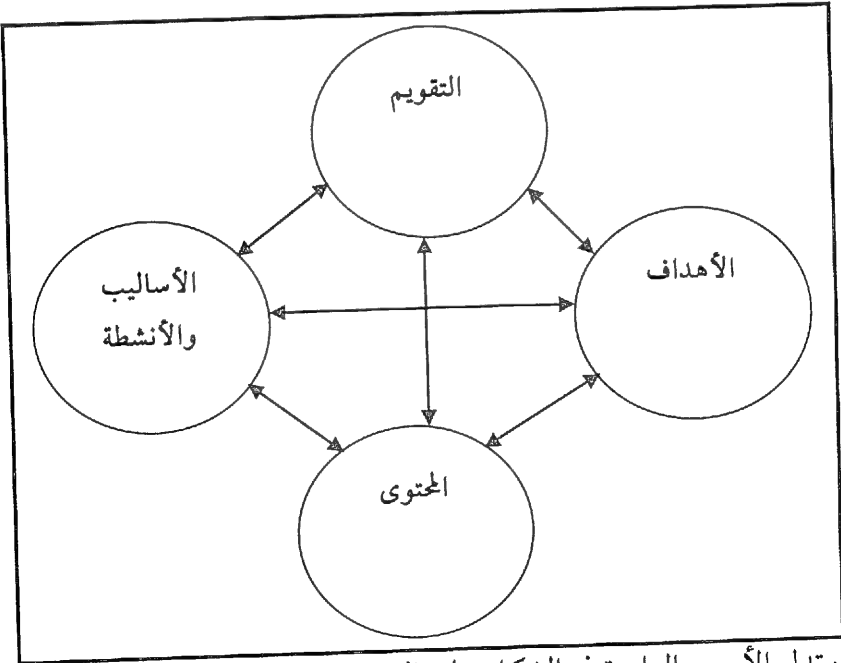 التقويم
الأهداف
الأساليب
والأنشطة
المحتوى